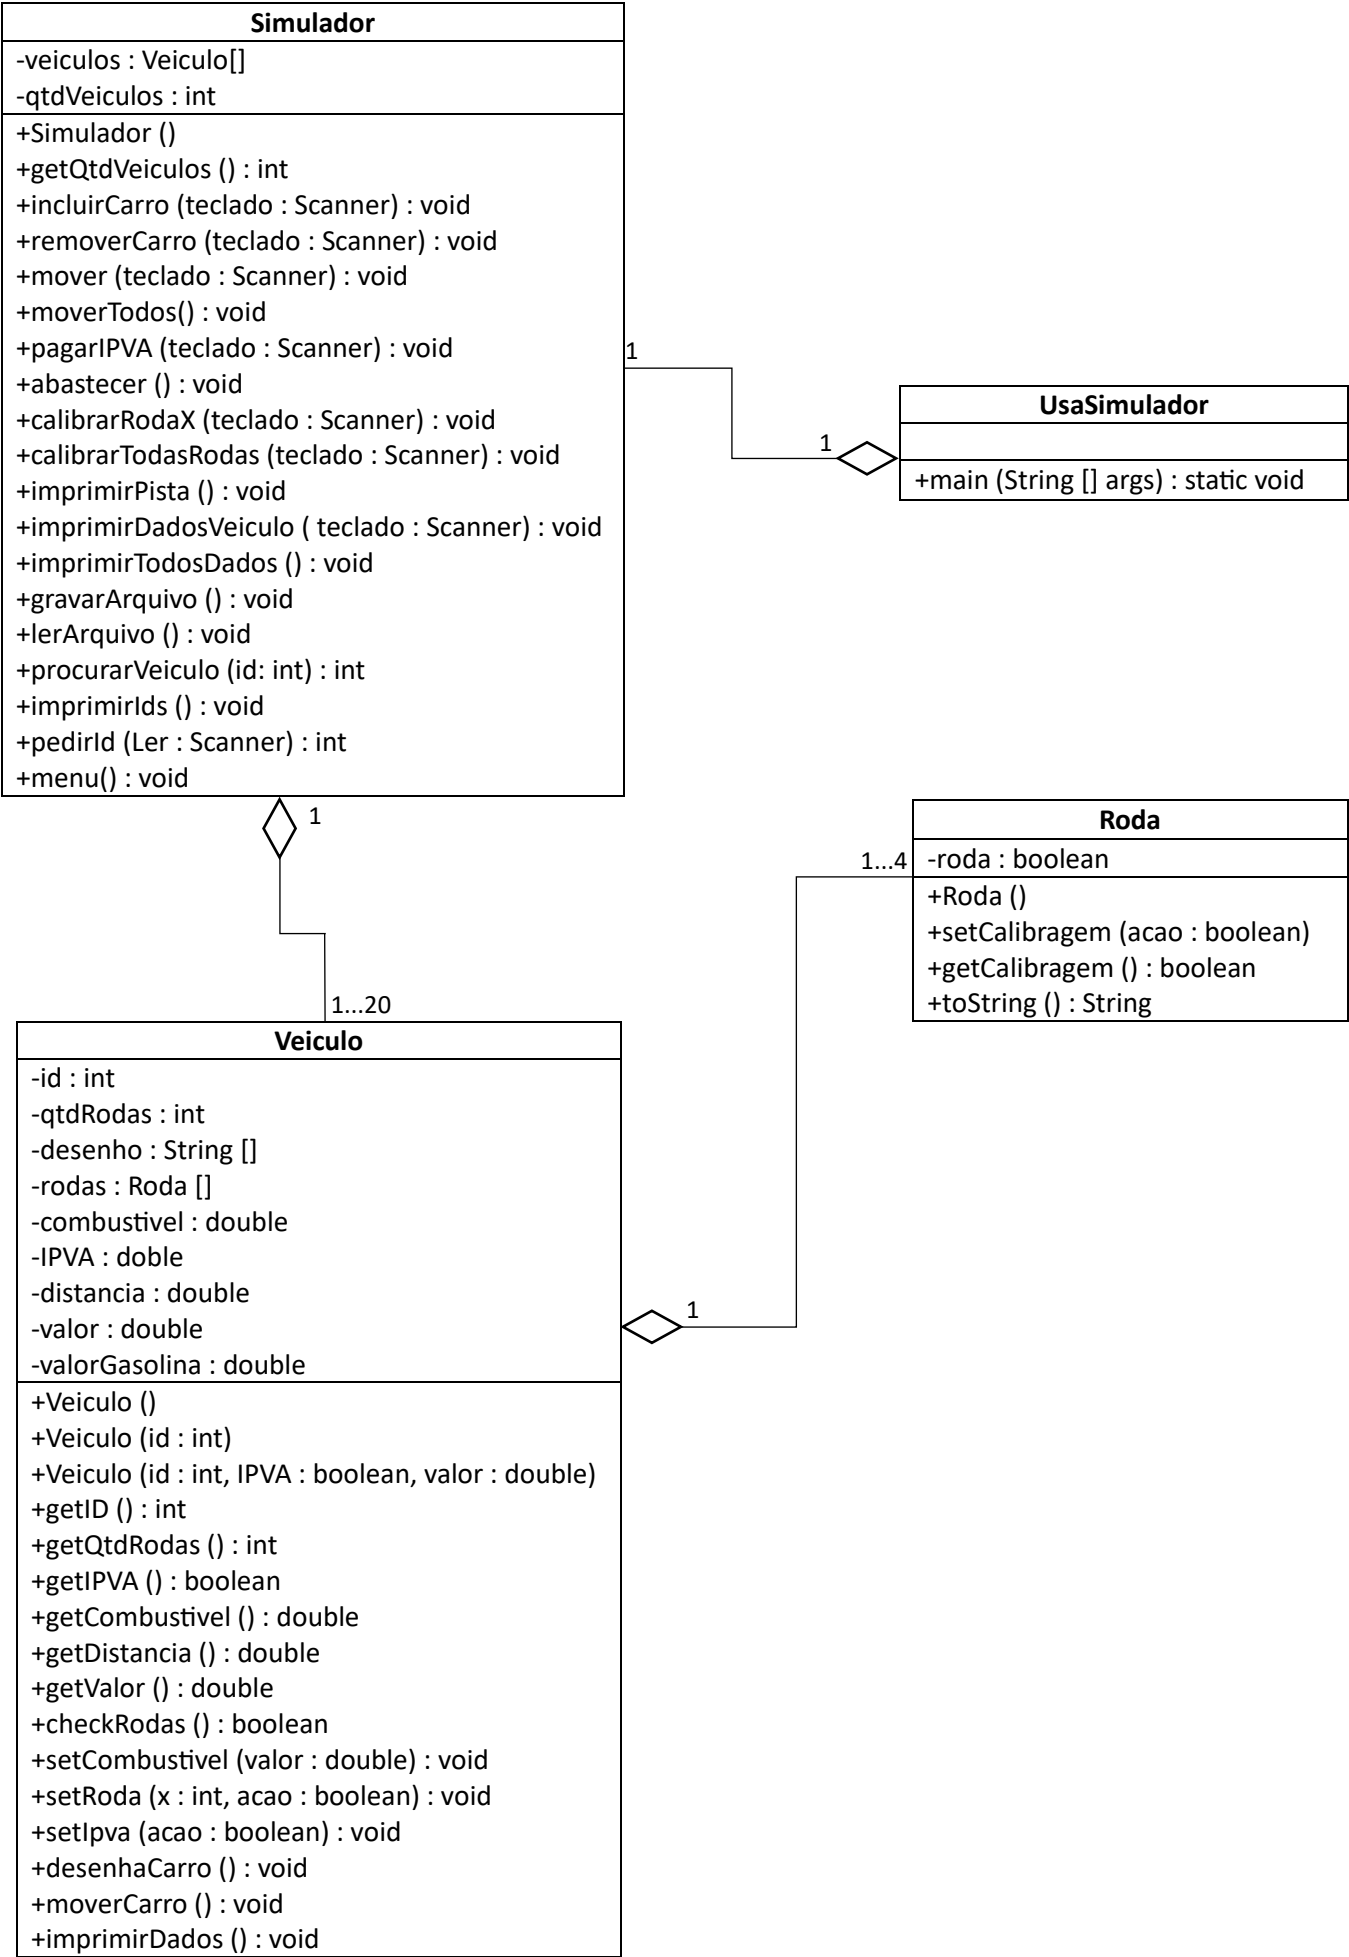 Simulador
-veiculos : Veiculo[]
-qtdVeiculos : int
+Simulador ()
+getQtdVeiculos () : int
+incluirCarro (teclado : Scanner) : void
+removerCarro (teclado : Scanner) : void
+mover (teclado : Scanner) : void
+moverTodos() : void
+pagarIPVA (teclado : Scanner) : void
+abastecer () : void
+calibrarRodaX (teclado : Scanner) : void
+calibrarTodasRodas (teclado : Scanner) : void
+imprimirPista () : void
+imprimirDadosVeiculo ( teclado : Scanner) : void
+imprimirTodosDados () : void
+gravarArquivo () : void
+lerArquivo () : void
+procurarVeiculo (id: int) : int
+imprimirIds () : void
+pedirId (Ler : Scanner) : int
+menu() : void
1
1
UsaSimulador
+main (String [] args) : static void
1
1...20
Roda
1...4
-roda : boolean
+Roda ()
+setCalibragem (acao : boolean)
+getCalibragem () : boolean
+toString () : String
Veiculo
-id : int
-qtdRodas : int
-desenho : String []
-rodas : Roda []
-combustivel : double
-IPVA : doble
-distancia : double
-valor : double
-valorGasolina : double
1
+Veiculo ()
+Veiculo (id : int)
+Veiculo (id : int, IPVA : boolean, valor : double)
+getID () : int
+getQtdRodas () : int
+getIPVA () : boolean
+getCombustivel () : double
+getDistancia () : double
+getValor () : double
+checkRodas () : boolean
+setCombustivel (valor : double) : void
+setRoda (x : int, acao : boolean) : void
+setIpva (acao : boolean) : void
+desenhaCarro () : void
+moverCarro () : void
+imprimirDados () : void